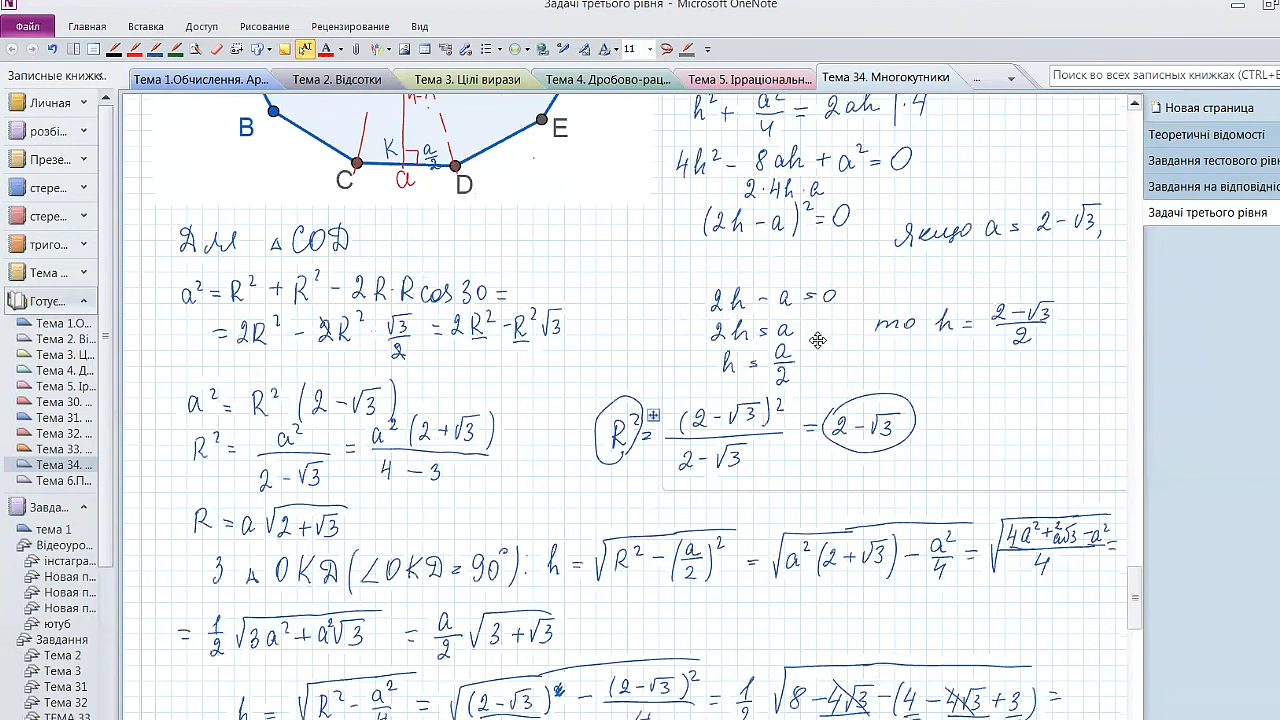 Задачі третього рівня - Microsoft OneNote
Файл Главная Вставка Доступ Рисование Рецензирование Вид
11
Записные книжк.
Тема 1.Обчислення. Ар... Тема 2. Відсотки Тема 3. Цілі вирази Тема 4. Дробово-рац... Тема 5. Ірраціональн... Тема 34. Многокутники ...
Поиск во всех записных книжках (CTRL+E
Личная
розбі...
Презе...
стере...
стере...
триго...
Тема ...
Готує...
Тема 1.О...
Тема 2. Ві...
Тема 3. Ц...
Тема 4. Д...
Тема 5. Ір...
Тема 30. ...
Тема 31. ...
Тема 32. ...
Тема 33. ...
Тема 34. ...
Тема 6.П...
Завда...
тема 1
Відеоуро...
інстагра...
Новая п...
Новая п...
Новая п...
ютуб
Завдання
Тема 2
Тема 3
Тема 31
Тема 32
ТЕМА 33
B E
K a/2
C a D
Для △COD
a² = R² + R² − 2R·R cos 30 =
= 2R² − 2R² · √3/2 = 2R² − R²√3
a² = R² (2 − √3)
R² = a²/(2 − √3) = a²(2 + √3)/(4 − 3)
R = a √(2 + √3)
З △ OKD (∠OKD = 90°): h = √(R² − (a/2)²) = √(a²(2 + √3) − a²/4) = √((4a² + a²√3 − a²)/4) =
= 1/2 √(3a² + a²√3) = a/2 √(3 + √3)
h = √(R² − a²/4) = √((2 − √3) − (2 − √3)²/4) = 1/2 √(8 − 4√3 − (4 − 4√3 + 3) =
h² + a²/4 = 2ah | · 4
4h² − 8ah + a² = 0
2·4h·a
(2h − a)² = 0
2h − a = 0
2h = a
h = a/2
Якщо a = 2 − √3,
то h = (2 − √3)/2
R² = (2 − √3)²/(2 − √3) = 2 − √3
Новая страница
Теоретичні відомості
Завдання тестового рівн
Завдання на відповідніс
Задачі третього рівня